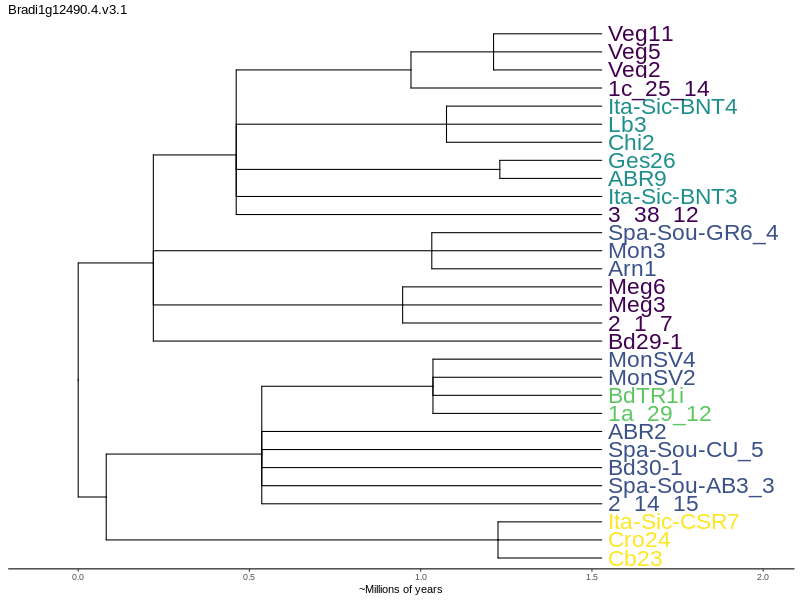 Bradi1g12490.4.v3.1
Veg11
Veg5
Veg2
1c_25_14
Ita-Sic-BNT4
Lb3
Chi2
Ges26
ABR9
Ita-Sic-BNT3
3_38_12
Spa-Sou-GR6_4
Mon3
Arn1
Meg6
Meg3
2_1_7
Bd29-1
MonSV4
MonSV2
BdTR1i
1a_29_12
ABR2
Spa-Sou-CU_5
Bd30-1
Spa-Sou-AB3_3
2_14_15
Ita-Sic-CSR7
Cro24
Cb23
0.0 0.5 1.0 1.5 2.0
~Millions of years